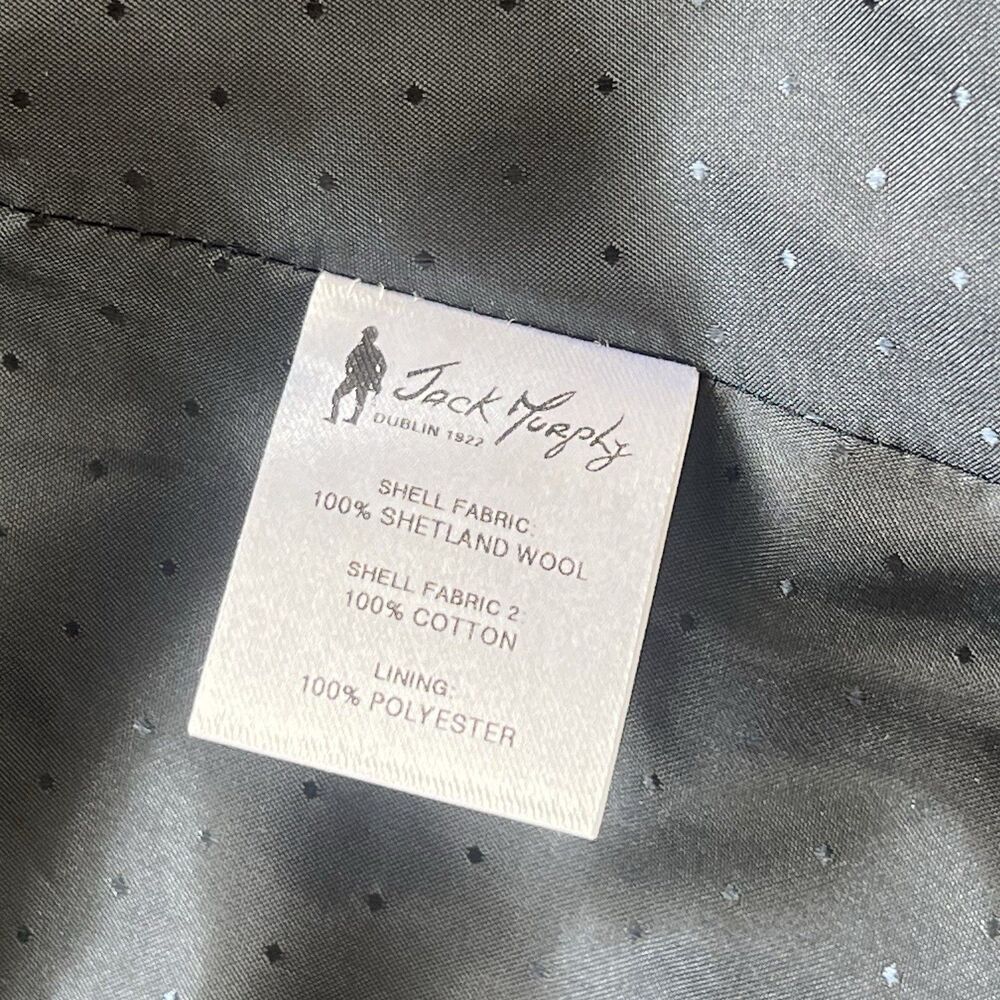 Jack Murphy
DUBLIN 1922
SHELL FABRIC:
100% SHETLAND WOOL
SHELL FABRIC 2:
100% COTTON
LINING:
100% POLYESTER